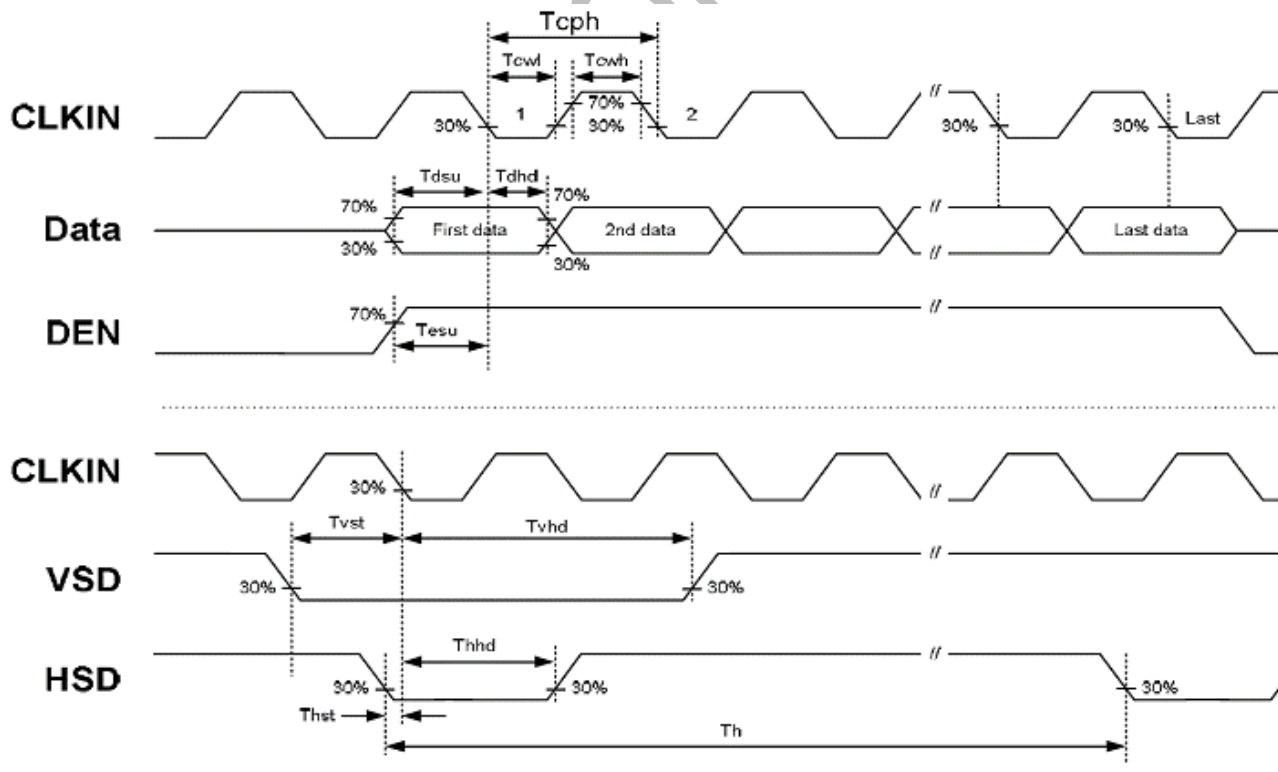 Tcph
Tcwl Tcwh
CLKIN 30% 1 70% 30% 2 // 30% 30% Last
Tdsu Tdhd
70% 70%
Data First data 2nd data // Last data
30% 30% //
70% //
DEN Tesu
CLKIN 30% //
Tvst Tvhd
VSD 30% 30% //
Thhd //
HSD 30% 30% 30%
Thst
Th